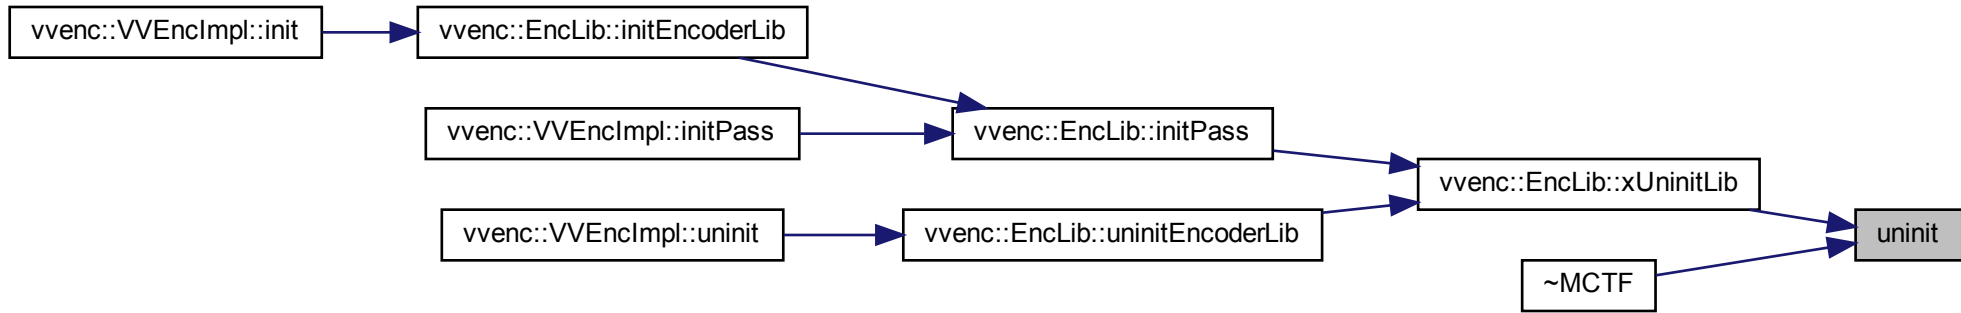 vvenc::VVEncImpl::init
vvenc::EncLib::initEncoderLib
vvenc::VVEncImpl::initPass
vvenc::EncLib::initPass
vvenc::EncLib::xUninitLib
vvenc::VVEncImpl::uninit
vvenc::EncLib::uninitEncoderLib
uninit
~MCTF